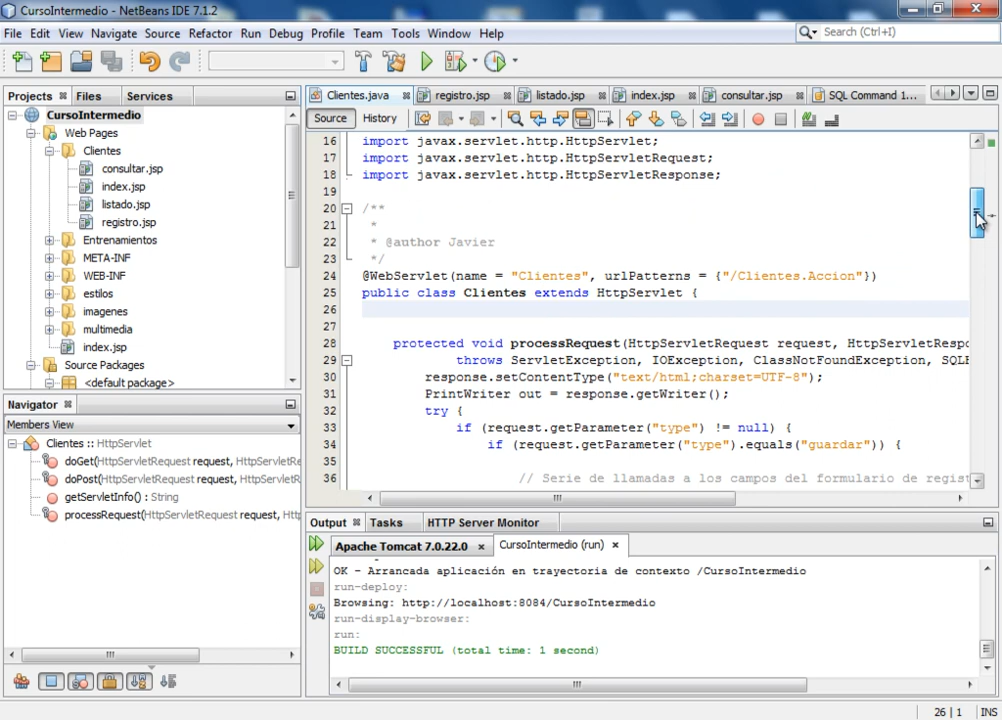 CursoIntermedio - NetBeans IDE 7.1.2
File Edit View Navigate Source Refactor Run Debug Profile Team Tools Window Help
Search (Ctrl+I)
Projects Files Services
CursoIntermedio
Web Pages
Clientes
consultar.jsp
index.jsp
listado.jsp
registro.jsp
Entrenamientos
META-INF
WEB-INF
estilos
imagenes
multimedia
index.jsp
Source Packages
<default package>
Navigator
Members View
Clientes :: HttpServlet
doGet(HttpServletRequest request, HttpServletRe
doPost(HttpServletRequest request, HttpServletR
getServletInfo() : String
processRequest(HttpServletRequest request, Htt
Clientes.java registro.jsp listado.jsp index.jsp consultar.jsp SQL Command 1...
Source History
16 import javax.servlet.http.HttpServlet;
17 import javax.servlet.http.HttpServletRequest;
18 import javax.servlet.http.HttpServletResponse;
19
20 /**
21 *
22 * @author Javier
23 */
24 @WebServlet(name = "Clientes", urlPatterns = {"/Clientes.Accion"})
25 public class Clientes extends HttpServlet {
26
27
28 protected void processRequest(HttpServletRequest request, HttpServletRespo
29 throws ServletException, IOException, ClassNotFoundException, SQLE
30 response.setContentType("text/html;charset=UTF-8");
31 PrintWriter out = response.getWriter();
32 try {
33 if (request.getParameter("type") != null) {
34 if (request.getParameter("type").equals("guardar")) {
35
36 // Serie de llamadas a los campos del formulario de regist
Output Tasks HTTP Server Monitor
Apache Tomcat 7.0.22.0 CursoIntermedio (run)
OK - Arrancada aplicación en trayectoria de contexto /CursoIntermedio
run-deploy:
Browsing: http://localhost:8084/CursoIntermedio
run-display-browser:
run:
BUILD SUCCESSFUL (total time: 1 second)
26 | 1 INS